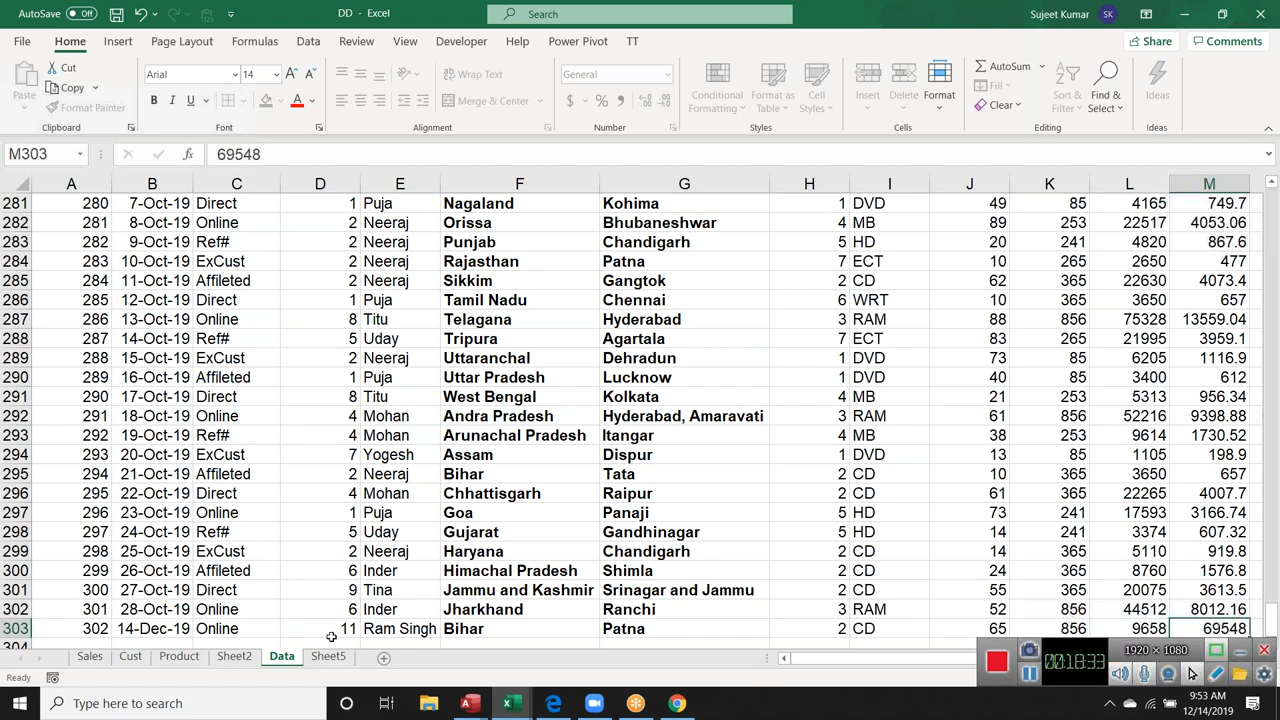 AutoSave Off DD - Excel Search Sujeet Kumar SK
File Home Insert Page Layout Formulas Data Review View Developer Help Power Pivot TT Share Comments
Paste Cut Copy Format Painter Clipboard
Arial 14 A A B I U A Font
Wrap Text Merge & Center Alignment
General $ % Number
Conditional Formatting Format as Table Cell Styles Styles
Insert Delete Format Cells
AutoSum Fill Clear Sort & Filter Find & Select Editing
Ideas Ideas
M303 fx 69548
A B C D E F G H I J K L M
281 280 7-Oct-19 Direct 1 Puja Nagaland Kohima 1 DVD 49 85 4165 749.7
282 281 8-Oct-19 Online 2 Neeraj Orissa Bhubaneshwar 4 MB 89 253 22517 4053.06
283 282 9-Oct-19 Ref# 2 Neeraj Punjab Chandigarh 5 HD 20 241 4820 867.6
284 283 10-Oct-19 ExCust 2 Neeraj Rajasthan Patna 7 ECT 10 265 2650 477
285 284 11-Oct-19 Affileted 2 Neeraj Sikkim Gangtok 2 CD 62 365 22630 4073.4
286 285 12-Oct-19 Direct 1 Puja Tamil Nadu Chennai 6 WRT 10 365 3650 657
287 286 13-Oct-19 Online 8 Titu Telagana Hyderabad 3 RAM 88 856 75328 13559.04
288 287 14-Oct-19 Ref# 5 Uday Tripura Agartala 7 ECT 83 265 21995 3959.1
289 288 15-Oct-19 ExCust 2 Neeraj Uttaranchal Dehradun 1 DVD 73 85 6205 1116.9
290 289 16-Oct-19 Affileted 1 Puja Uttar Pradesh Lucknow 1 DVD 40 85 3400 612
291 290 17-Oct-19 Direct 8 Titu West Bengal Kolkata 4 MB 21 253 5313 956.34
292 291 18-Oct-19 Online 4 Mohan Andra Pradesh Hyderabad, Amaravati 3 RAM 61 856 52216 9398.88
293 292 19-Oct-19 Ref# 4 Mohan Arunachal Pradesh Itangar 4 MB 38 253 9614 1730.52
294 293 20-Oct-19 ExCust 7 Yogesh Assam Dispur 1 DVD 13 85 1105 198.9
295 294 21-Oct-19 Affileted 2 Neeraj Bihar Tata 2 CD 10 365 3650 657
296 295 22-Oct-19 Direct 4 Mohan Chhattisgarh Raipur 2 CD 61 365 22265 4007.7
297 296 23-Oct-19 Online 1 Puja Goa Panaji 5 HD 73 241 17593 3166.74
298 297 24-Oct-19 Ref# 5 Uday Gujarat Gandhinagar 5 HD 14 241 3374 607.32
299 298 25-Oct-19 ExCust 2 Neeraj Haryana Chandigarh 2 CD 14 365 5110 919.8
300 299 26-Oct-19 Affileted 6 Inder Himachal Pradesh Shimla 2 CD 24 365 8760 1576.8
301 300 27-Oct-19 Direct 9 Tina Jammu and Kashmir Srinagar and Jammu 2 CD 55 365 20075 3613.5
302 301 28-Oct-19 Online 6 Inder Jharkhand Ranchi 3 RAM 52 856 44512 8012.16
303 302 14-Dec-19 Online 11 Ram Singh Bihar Patna 2 CD 65 856 9658 69548
304
Sales Cust Product Sheet2 Data Sheet5
Ready
1920 × 1080
00:18:33
Type here to search
9:53 AM
12/14/2019